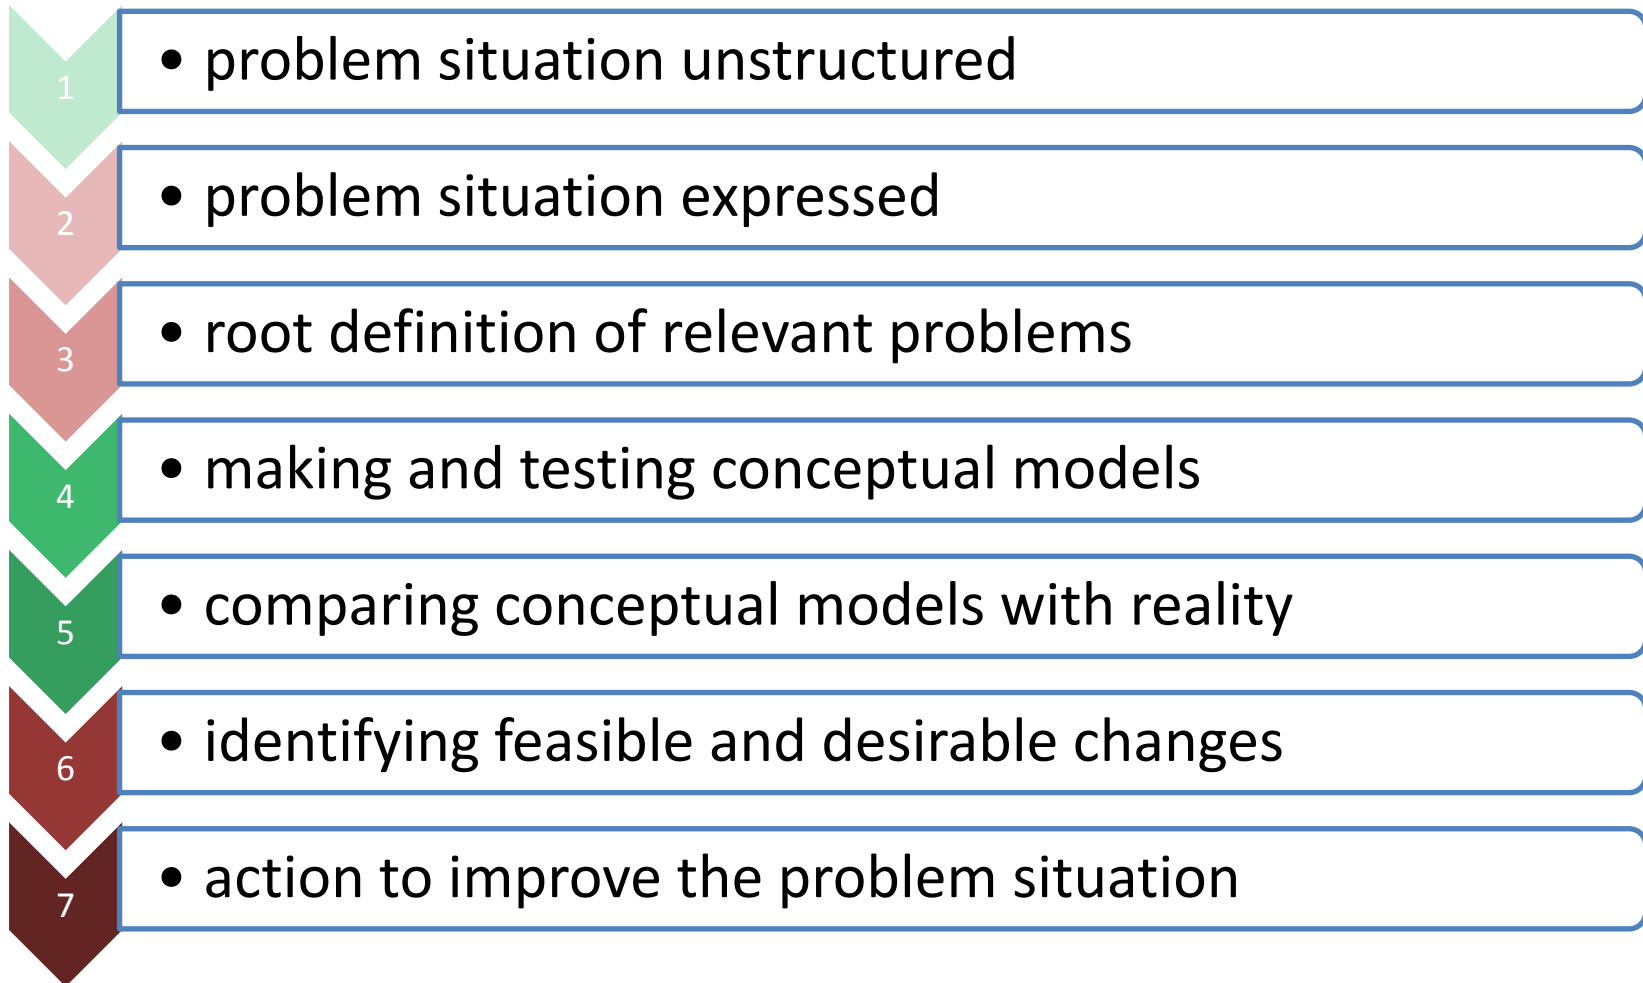 1
• problem situation unstructured
2
• problem situation expressed
3
• root definition of relevant problems
4
• making and testing conceptual models
5
• comparing conceptual models with reality
6
• identifying feasible and desirable changes
7
• action to improve the problem situation